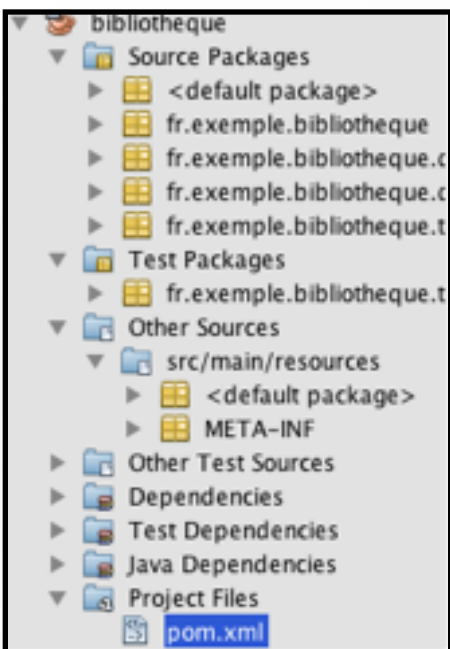 bibliotheque
Source Packages
<default package>
fr.exemple.bibliotheque
fr.exemple.bibliotheque.c
fr.exemple.bibliotheque.c
fr.exemple.bibliotheque.t
Test Packages
fr.exemple.bibliotheque.t
Other Sources
src/main/resources
<default package>
META-INF
Other Test Sources
Dependencies
Test Dependencies
Java Dependencies
Project Files
pom.xml